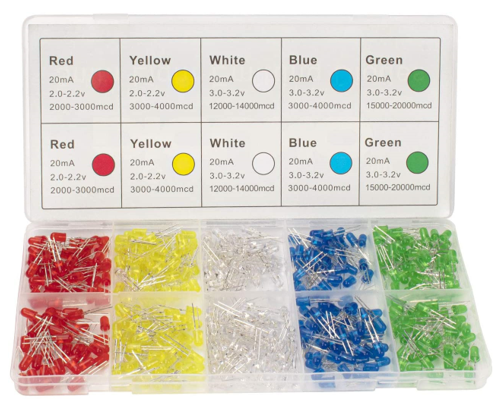 Red
20mA
2.0-2.2v
2000-3000mcd
Yellow
20mA
2.0-2.2v
3000-4000mcd
White
20mA
3.0-3.2v
12000-14000mcd
Blue
20mA
3.0-3.2v
3000-4000mcd
Green
20mA
3.0-3.2v
15000-20000mcd
Red
20mA
2.0-2.2v
2000-3000mcd
Yellow
20mA
2.0-2.2v
3000-4000mcd
White
20mA
3.0-3.2v
12000-14000mcd
Blue
20mA
3.0-3.2v
3000-4000mcd
Green
20mA
3.0-3.2v
15000-20000mcd